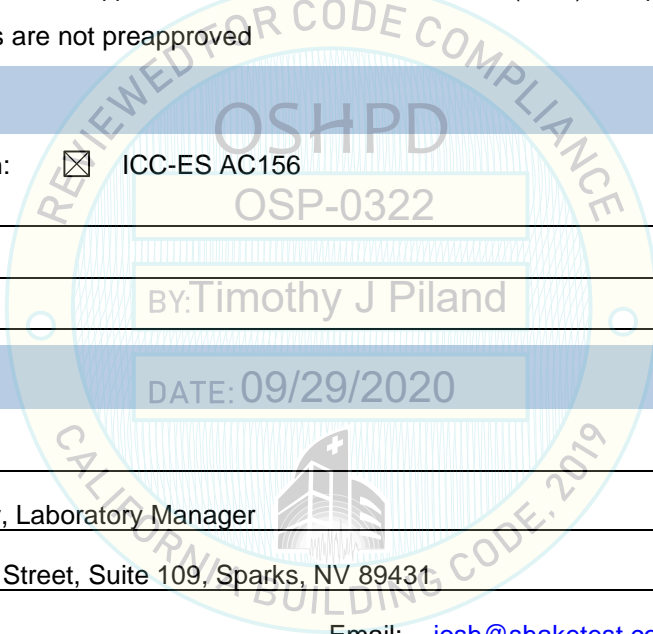 s are not preapproved
REVIEWED FOR CODE COMPLIANCE
OSHPD
ICC-ES AC156
OSP-0322
BY: Timothy J Piland
DATE: 09/29/2020
, Laboratory Manager
Street, Suite 109, Sparks, NV 89431
CALIFORNIA BUILDING CODE, 2019
Email: